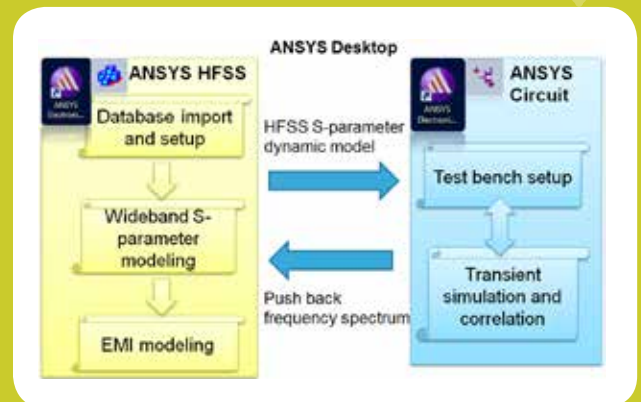 ANSYS Desktop
ANSYS HFSS
Database import
and setup
Wideband S-
parameter
modeling
EMI modeling
HFSS S-parameter
dynamic model
Push back
frequency spectrum
ANSYS
Circuit
Test bench setup
Transient
simulation and
correlation